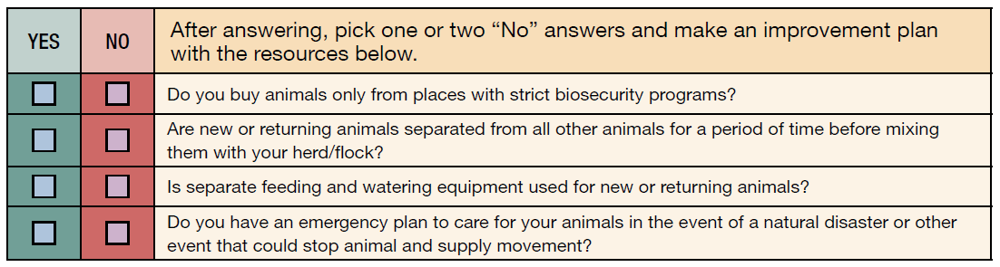 YES
NO
After answering, pick one or two “No” answers and make an improvement plan
with the resources below.
Do you buy animals only from places with strict biosecurity programs?
Are new or returning animals separated from all other animals for a period of time before mixing
them with your herd/flock?
Is separate feeding and watering equipment used for new or returning animals?
Do you have an emergency plan to care for your animals in the event of a natural disaster or other
event that could stop animal and supply movement?